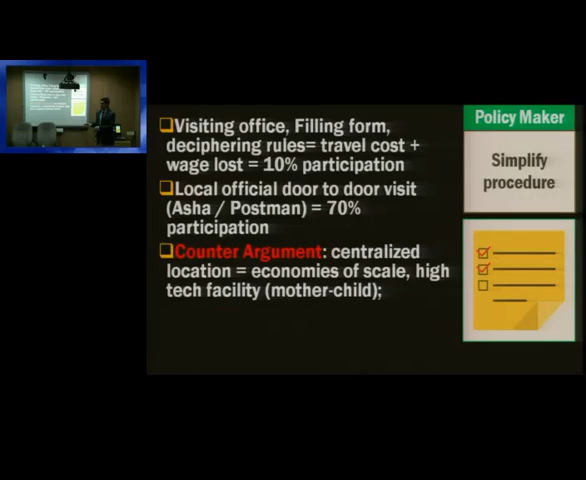 ❑Visiting office, Filling form,
deciphering rules= travel cost +
wage lost = 10% participation
❑Local official door to door visit
(Asha / Postman) = 70%
participation
❑Counter Argument: centralized
location = economies of scale, high
tech facility (mother-child);
Policy Maker
Simplify
procedure